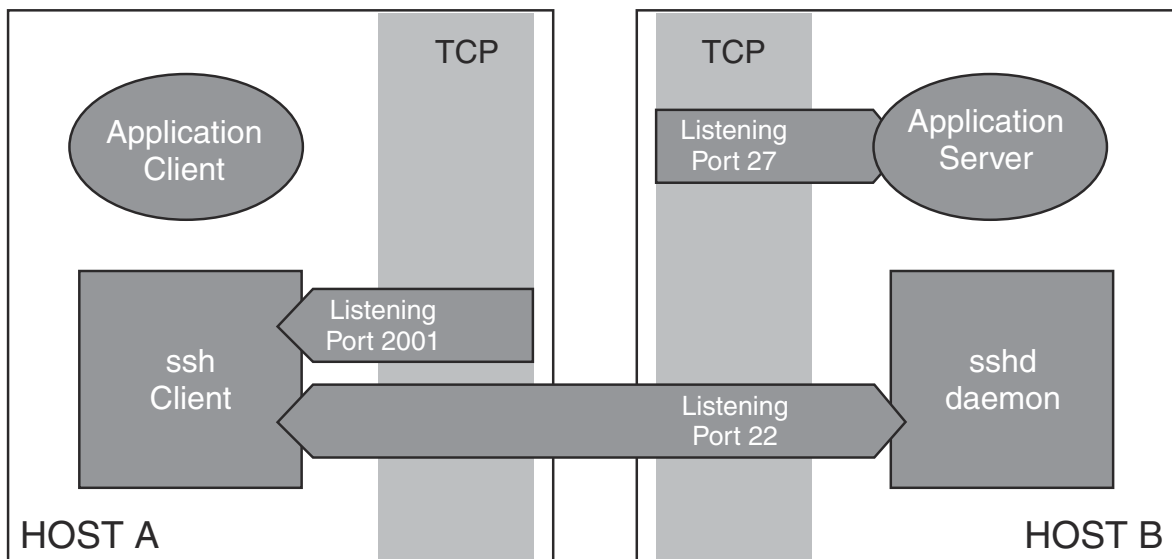 TCP
TCP
Application
Client
Listening
Port 27
Application
Server
Listening
Port 2001
ssh
Client
Listening
Port 22
sshd
daemon
HOST A
HOST B